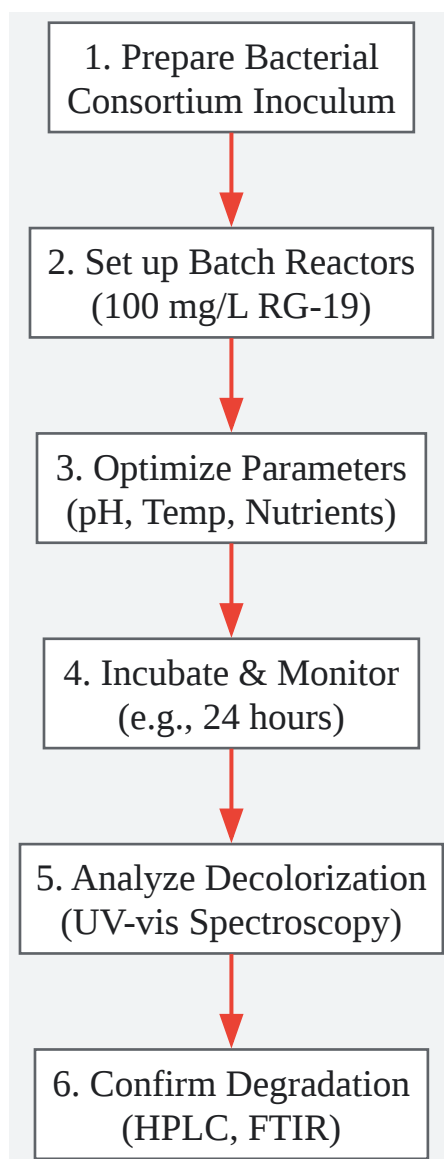 1. Prepare Bacterial
Consortium Inoculum
2. Set up Batch Reactors
(100 mg/L RG-19)
3. Optimize Parameters
(pH, Temp, Nutrients)
4. Incubate & Monitor
(e.g., 24 hours)
5. Analyze Decolorization
(UV-vis Spectroscopy)
6. Confirm Degradation
(HPLC, FTIR)